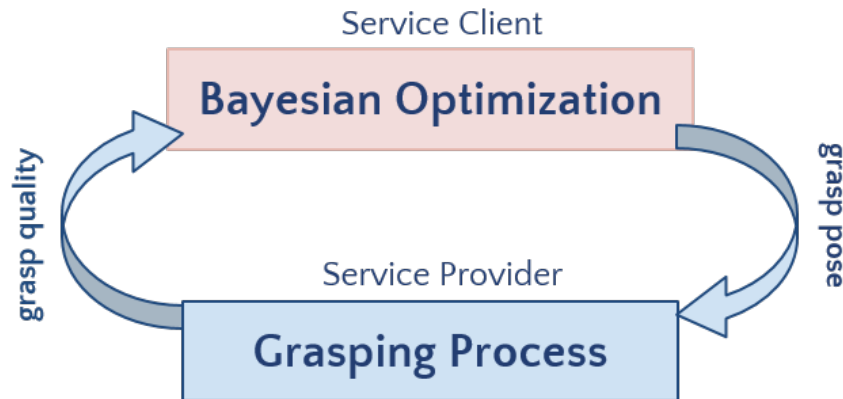 Service Client
Bayesian Optimization
grasp quality
grasp pose
Service Provider
Grasping Process